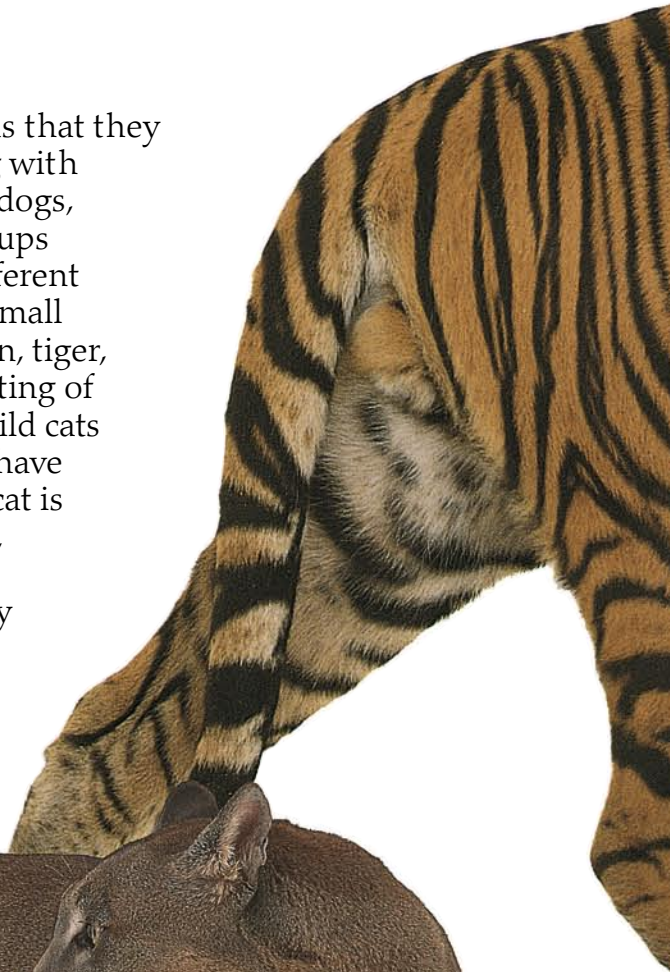 s that they
with
dogs,
ups
ferent
mall
n, tiger,
ting of
ild cats
have
cat is
y